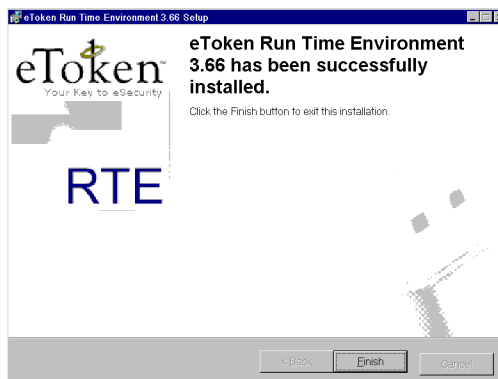 eToken Run Time Environment 3.66 Setup
eToken
Your Key to eSecurity
RTE
eToken Run Time Environment
3.66 has been successfully
installed.
Click the Finish button to exit this installation.
< Back
Finish
Cancel